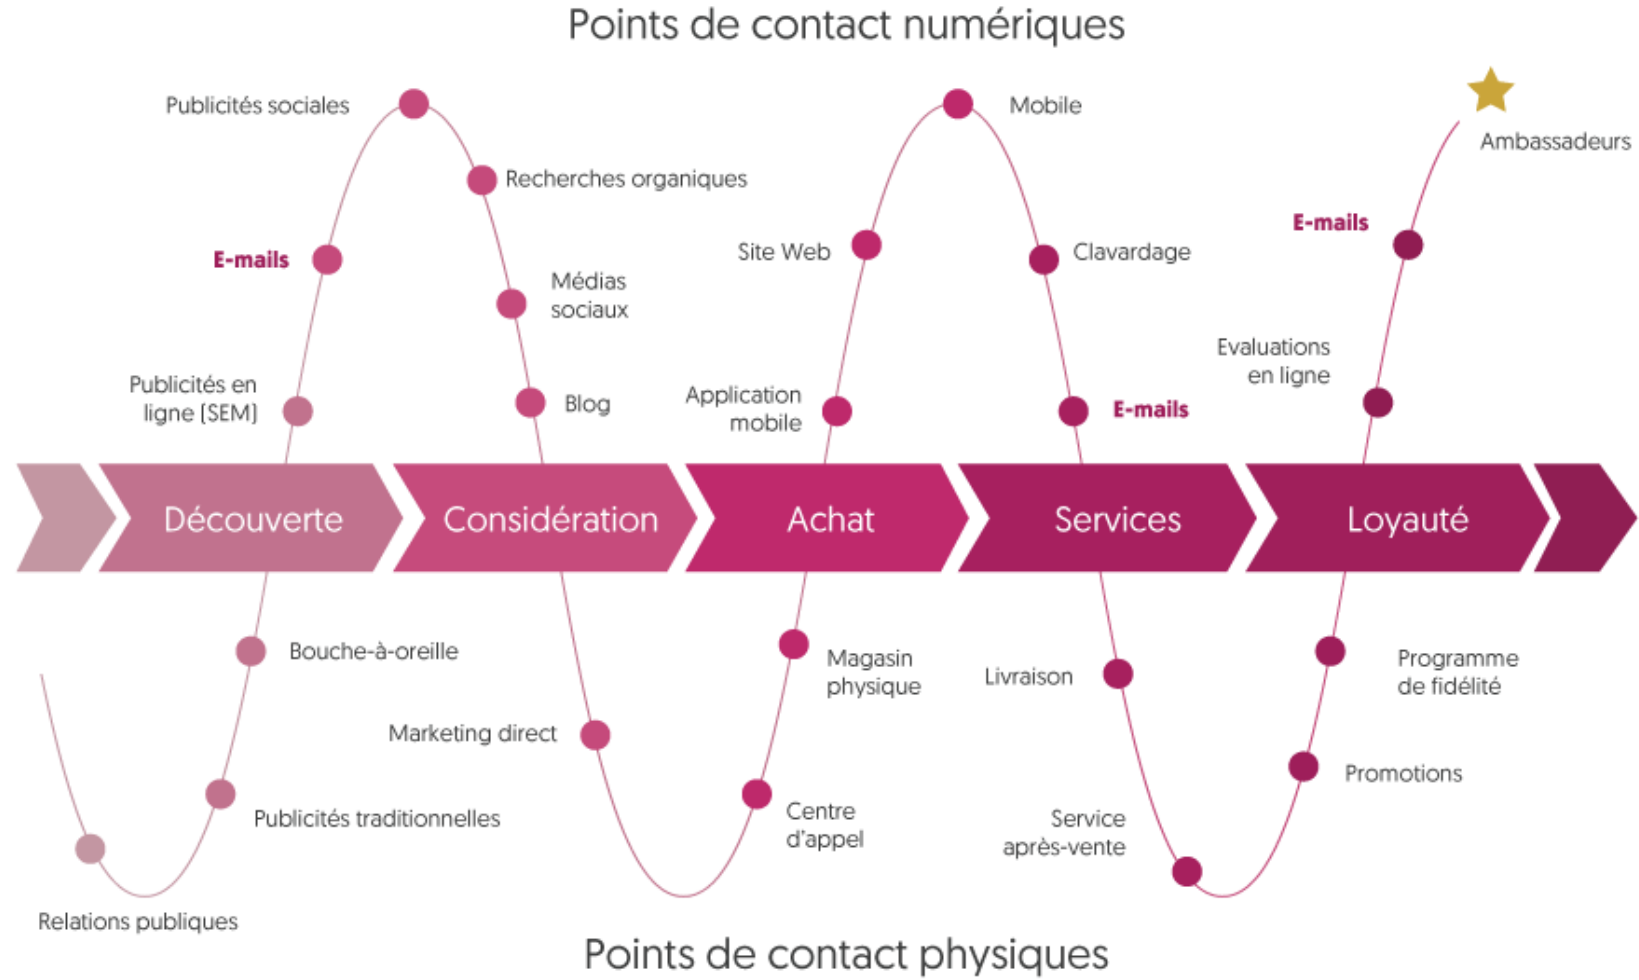 Points de contact numériques
Publicités sociales
Mobile
Ambassadeurs
Recherches organiques
E-mails
Site Web
Clavardage
E-mails
Médias
sociaux
Publicités en
ligne (SEM)
Blog
Application
mobile
E-mails
Evaluations
en ligne
Découverte
Considération
Achat
Services
Loyauté
Bouche-à-oreille
Magasin
physique
Livraison
Programme
de fidélité
Marketing direct
Promotions
Publicités traditionnelles
Centre
d'appel
Service
après-vente
Relations publiques
Points de contact physiques